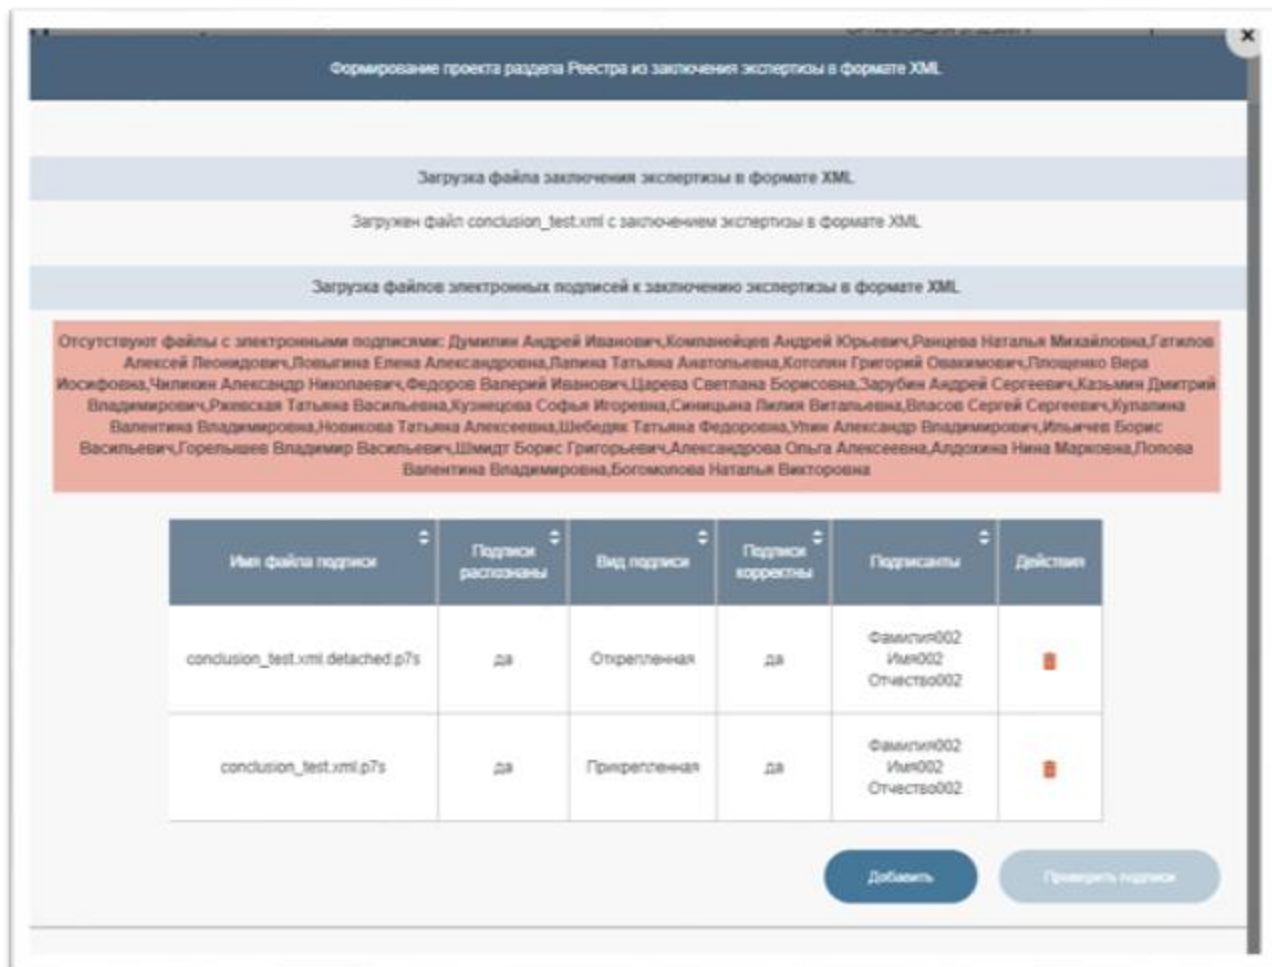 Формирование проекта раздела Реестра из заключения экспертизы в формате XML
Загрузка файла заключения экспертизы в формате XML
Загружен файл conclusion_test.xml с заключением экспертизы в формате XML
Загрузка файлов электронных подписей к заключению экспертизы в формате XML
Отсутствуют файлы с электронными подписями: Думилин Андрей Иванович,Компанейцев Андрей Юрьевич,Ранцева Наталья Михайловна,Гатилов
Алексей Леонидович,Ловыгина Елена Александровна,Лапина Татьяна Анатольевна,Котолян Григорий Овакимович,Площенко Вера
Иосифовна,Чиликин Александр Николаевич,Федоров Валерий Иванович,Царева Светлана Борисовна,Зарубин Андрей Сергеевич,Казьмин Дмитрий
Владимирович,Ржевская Татьяна Васильевна,Кузнецова Софья Игоревна,Синицына Лилия Витальевна,Власов Сергей Сергеевич,Кулапина
Валентина Владимировна,Новикова Татьяна Алексеевна,Шебедяк Татьяна Федоровна,Улин Александр Владимирович,Ильичев Борис
Васильевич,Горелышев Владимир Васильевич,Шмидт Борис Григорьевич,Александрова Ольга Алексеевна,Алдохина Нина Марковна,Попова
Валентина Владимировна,Богомолова Наталья Викторовна
Имя файла подписи
Подписи
распознаны
Вид подписи
Подписи
корректны
Подписанты
Действия
conclusion_test.xml.detached.p7s
да
Открепленная
да
Фамилия002
Имя002
Отчество002
conclusion_test.xml.p7s
да
Прикрепленная
да
Фамилия002
Имя002
Отчество002
Добавить
Проверить подписи